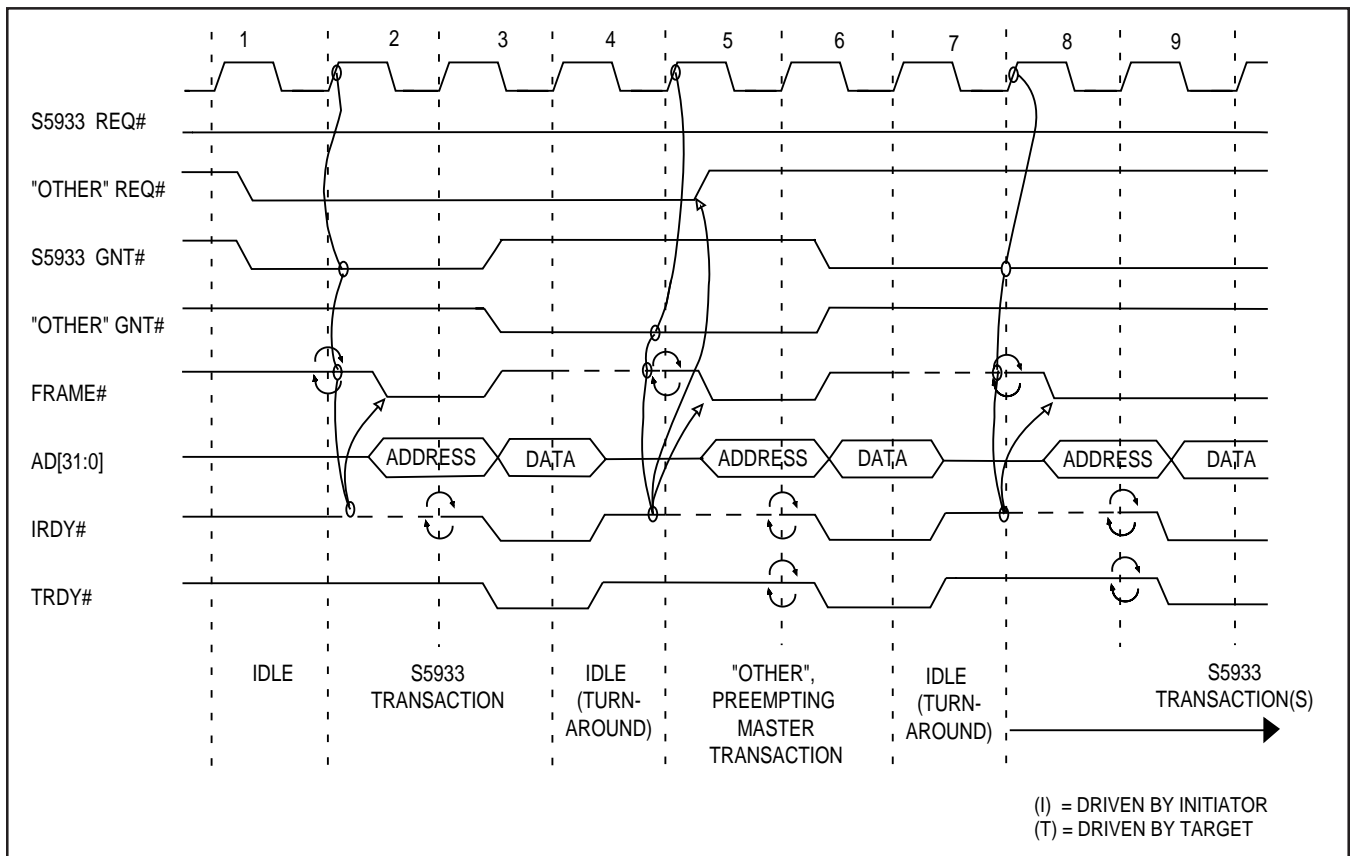 1 2 3 4 5 6 7 8 9
S5933 REQ#
"OTHER" REQ#
S5933 GNT#
"OTHER" GNT#
FRAME#
AD[31:0] ADDRESS DATA ADDRESS DATA ADDRESS DATA
IRDY#
TRDY#
IDLE
S5933
TRANSACTION
IDLE
(TURN-
AROUND)
"OTHER",
PREEMPTING
MASTER
TRANSACTION
IDLE
(TURN-
AROUND)
S5933
TRANSACTION(S)
(I) = DRIVEN BY INITIATOR
(T) = DRIVEN BY TARGET